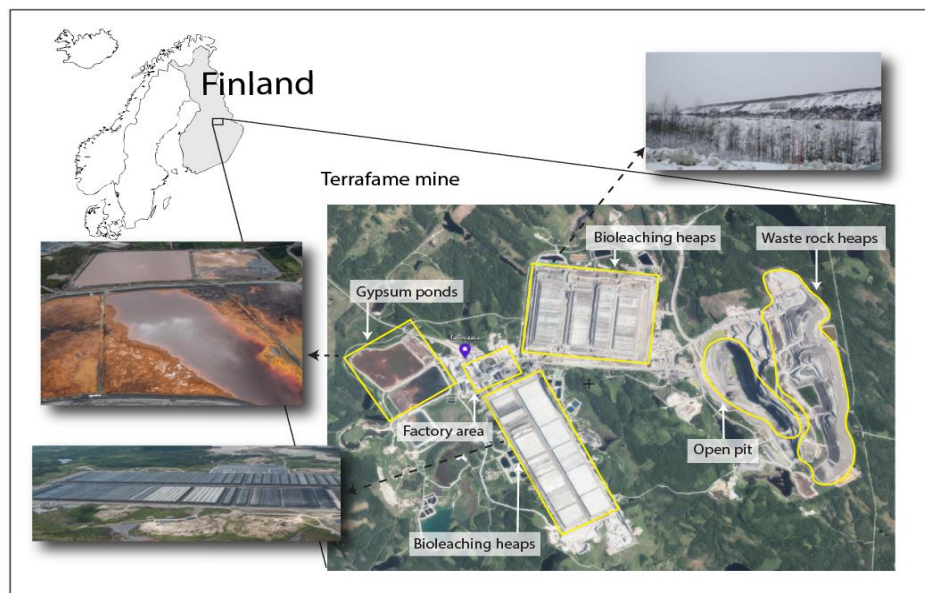 Finland
Terrafame mine
Bioleaching heaps
Waste rock heaps
Gypsum ponds
Factory area
Open pit
Bioleaching heaps